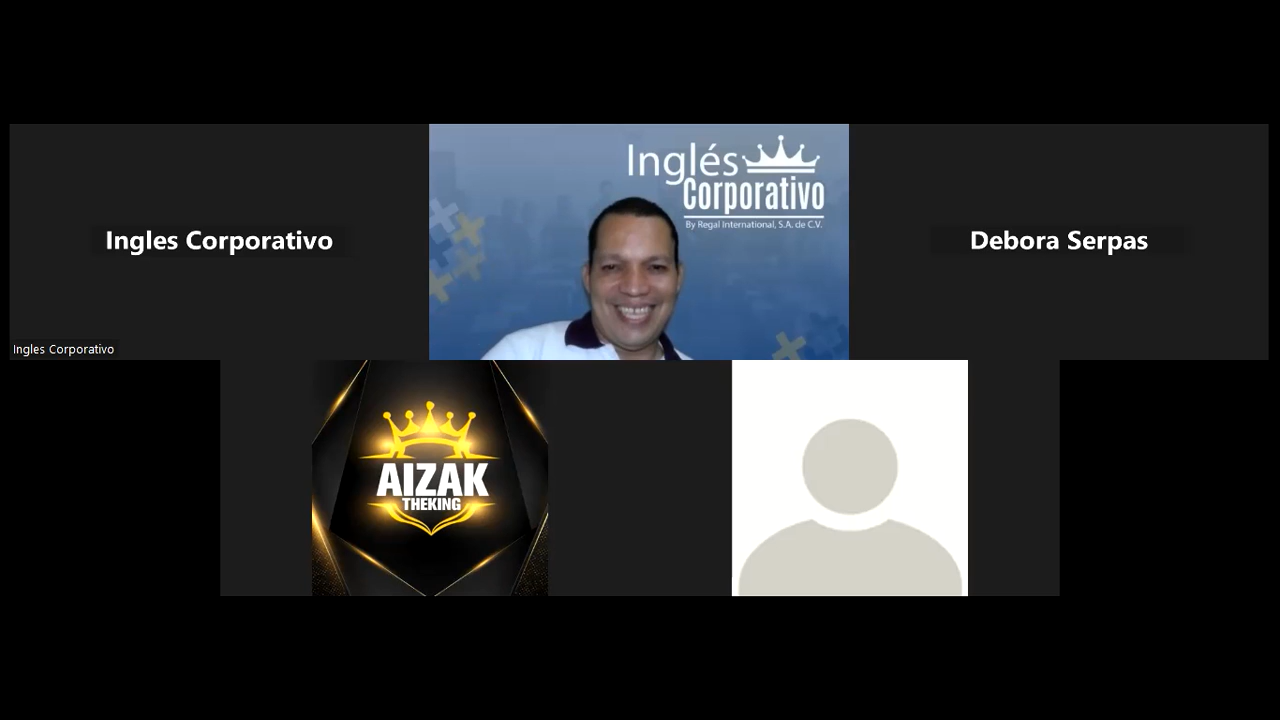 Ingles Corporativo
Ingles Corporativo
Inglés
Corporativo
By Regal International, S.A. de C.V.
Debora Serpas
AIZAK
THEKING